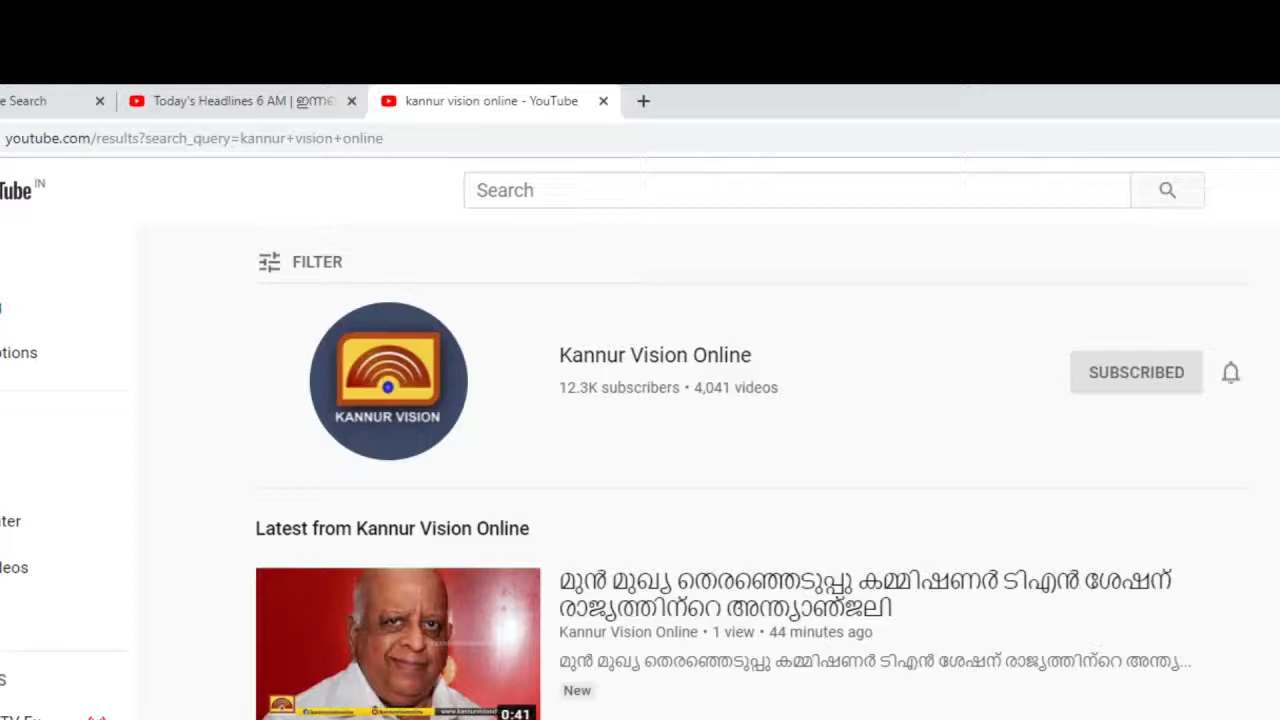 e Search
Today's Headlines 6 AM | ഇന്നത്
kannur vision online - YouTube
youtube.com/results?search_query=kannur+vision+online
Tube IN
Search
FILTER
KANNUR VISION
Kannur Vision Online
12.3K subscribers • 4,041 videos
SUBSCRIBED
otions
Latest from Kannur Vision Online
മുൻ മുഖ്യ തെരഞ്ഞെടുപ്പു കമ്മിഷണർ ടിഎൻ ശേഷന്
രാജ്യത്തിന്റെ അന്ത്യാഞ്ജലി
Kannur Vision Online • 1 view • 44 minutes ago
മുൻ മുഖ്യ തെരഞ്ഞെടുപ്പു കമ്മിഷണർ ടിഎൻ ശേഷന് രാജ്യത്തിന്റെ അന്ത്യ...
New
0:41
ater
leos
S